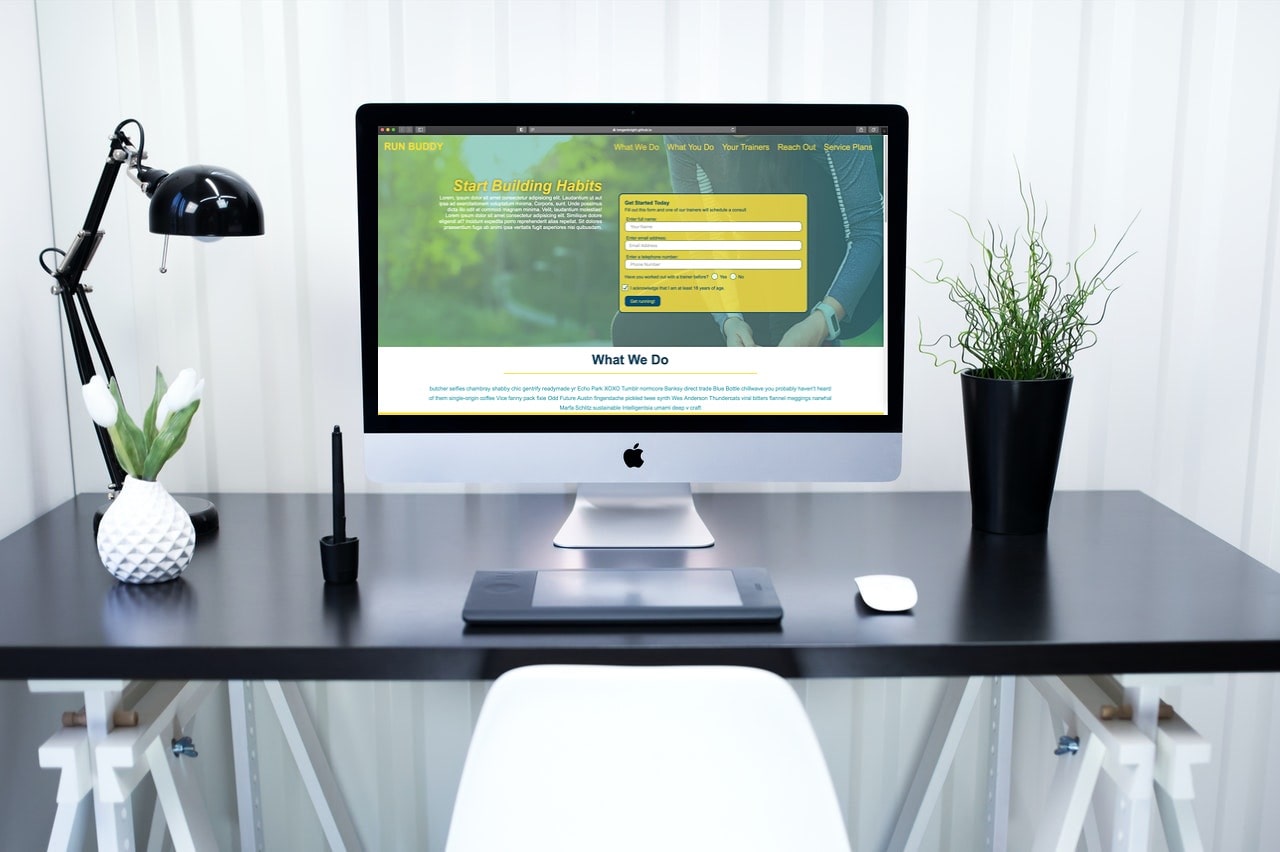 RUN BUDDY
What We Do What You Do Your Trainers Reach Out Service Plans
Start Building Habits
Lorem, ipsum dolor sit amet consectetur adipisicing elit. Laudantium ut aut
ipsa ad exercitationem voluptatum minima. Corporis, sunt. Unde possimus
dicta illo odit at commodi magnam minima. Velit, laudantium molestiae!
Lorem ipsum dolor sit amet consectetur adipisicing elit. Similique dolore
eligendi at? Incidunt expedita porro reprehenderit alias repellat. Sit dolores
praesentium fuga ab enim ipsa veritatis fugit asperiores nisi quibusdam.
Get Started Today
Fill out this form and one of our trainers will schedule a consult
Enter full name:
Your Name
Enter email address:
Email Address
Enter a telephone number:
Phone Number
Have you worked out with a trainer before? Yes No
I acknowledge that I am at least 18 years of age.
Get running!
What We Do
butcher selfies chambray shabby chic gentrify readymade yr Echo Park XOXO Tumblr normcore Banksy direct trade Blue Bottle chillwave you probably haven't heard
of them single-origin coffee Vice fanny pack fixie Odd Future Austin fingerstache pickled twee synth Wes Anderson Thundercats viral bitters flannel meggings narwhal
Marfa Schlitz sustainable Intelligentsia umami deep v craft